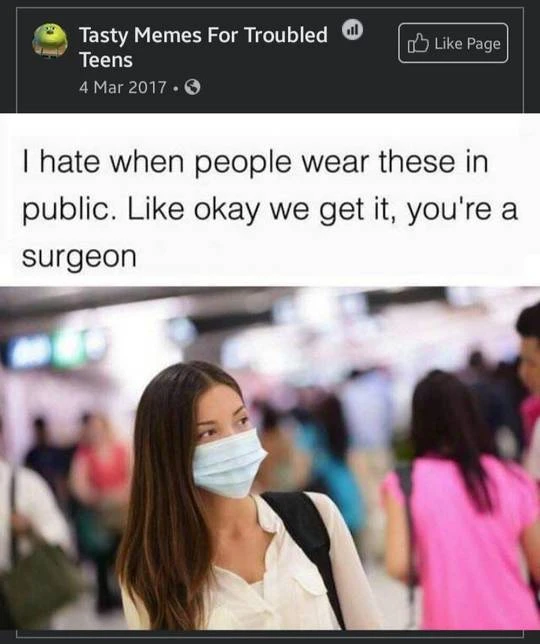 Tasty Memes For Troubled
Teens
Like Page
4 Mar 2017 •
I hate when people wear these in
public. Like okay we get it, you're a
surgeon